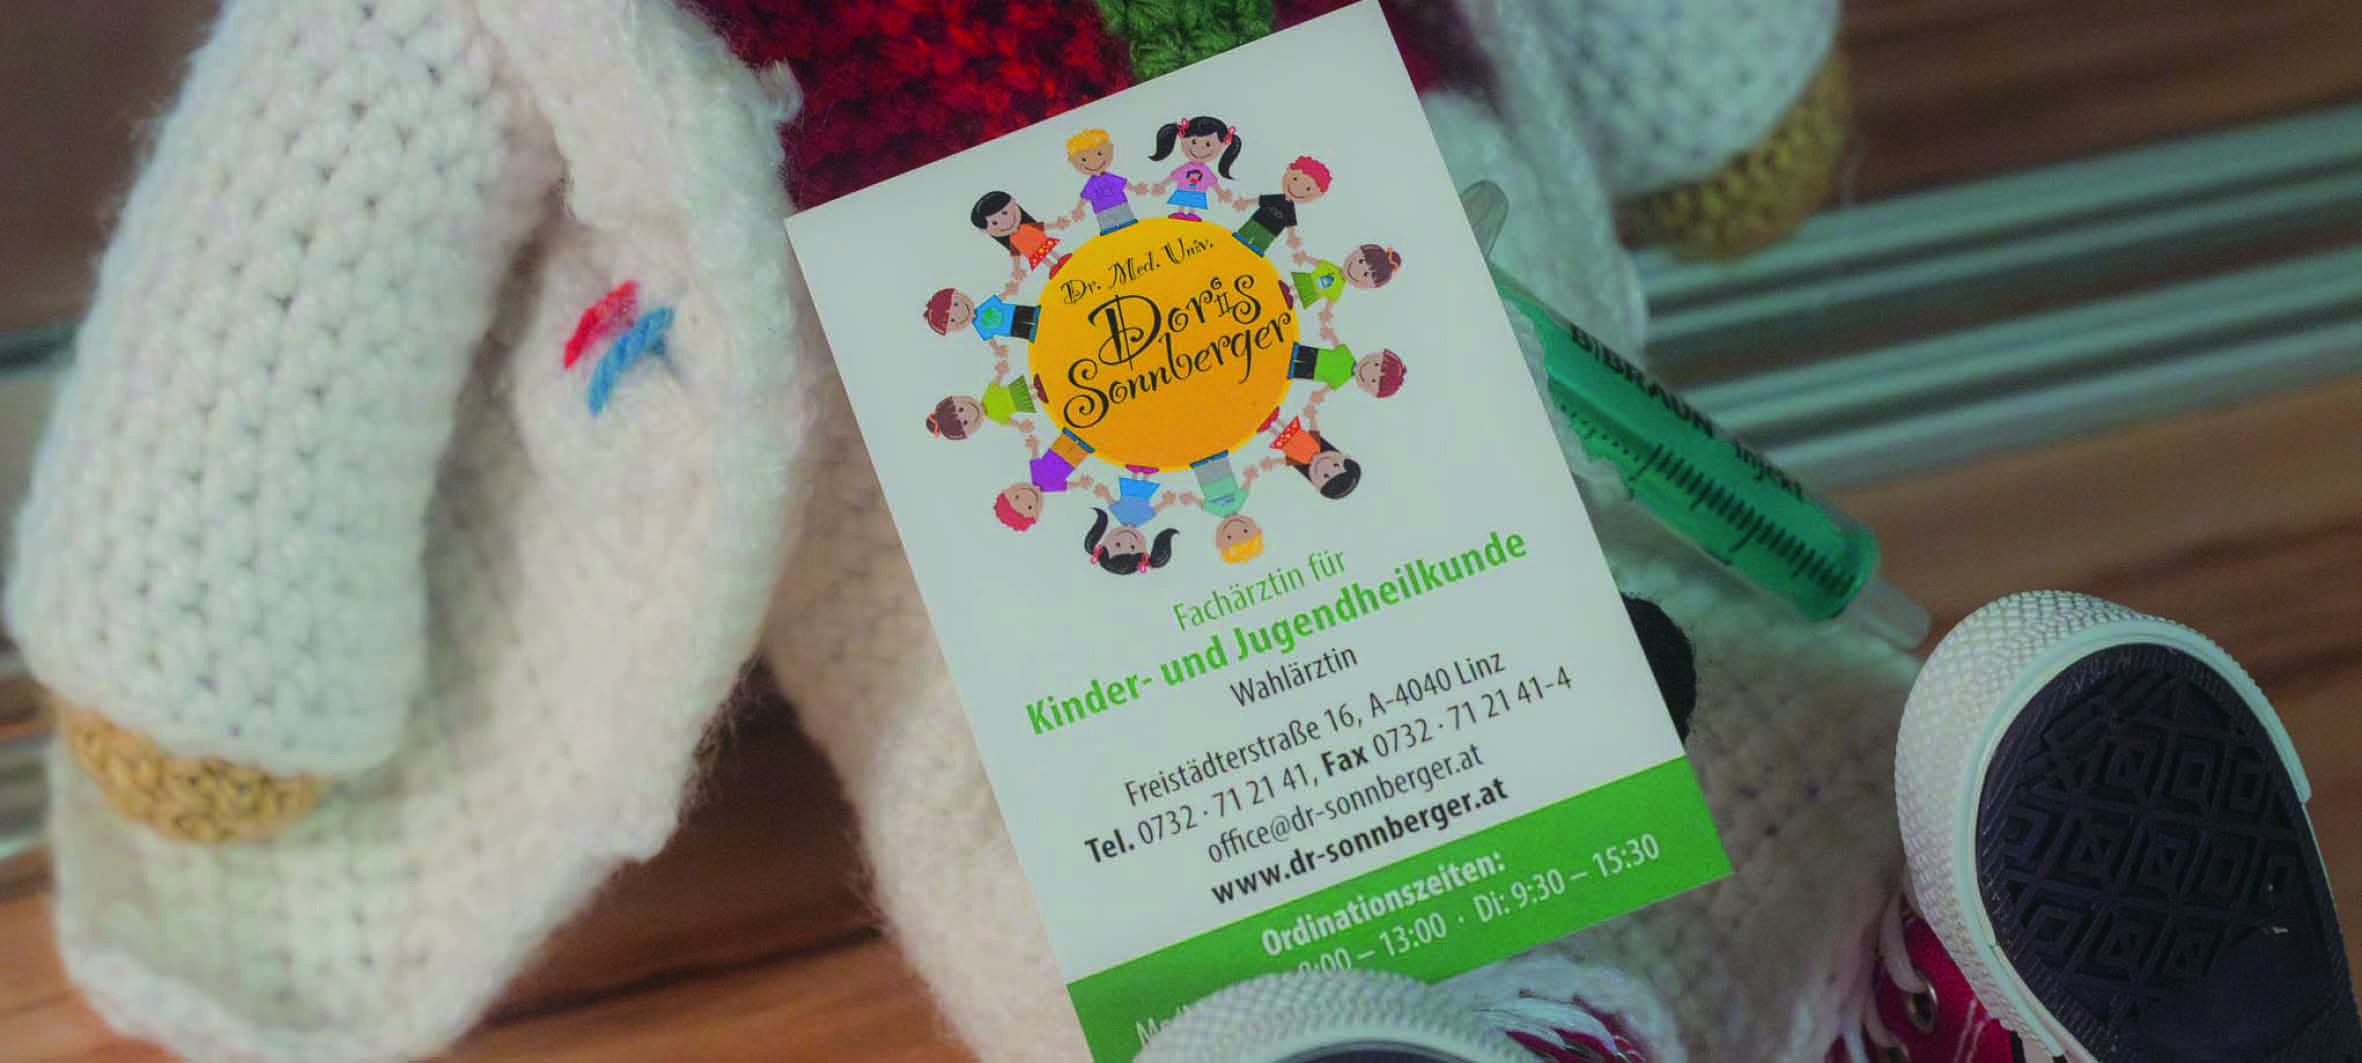 Dr. Med. Univ.
Doris
Sonnberger
Fachärztin für
Kinder- und Jugendheilkunde
Wahlärztin
Freistädterstraße 16, A-4040 Linz
Tel. 0732 · 71 21 41, Fax 0732 · 71 21 41-4
office@dr-sonnberger.at
www.dr-sonnberger.at
Ordinationszeiten:
– 13:00 · Di: 9:30 – 15:30
B|BRAUN Injekt